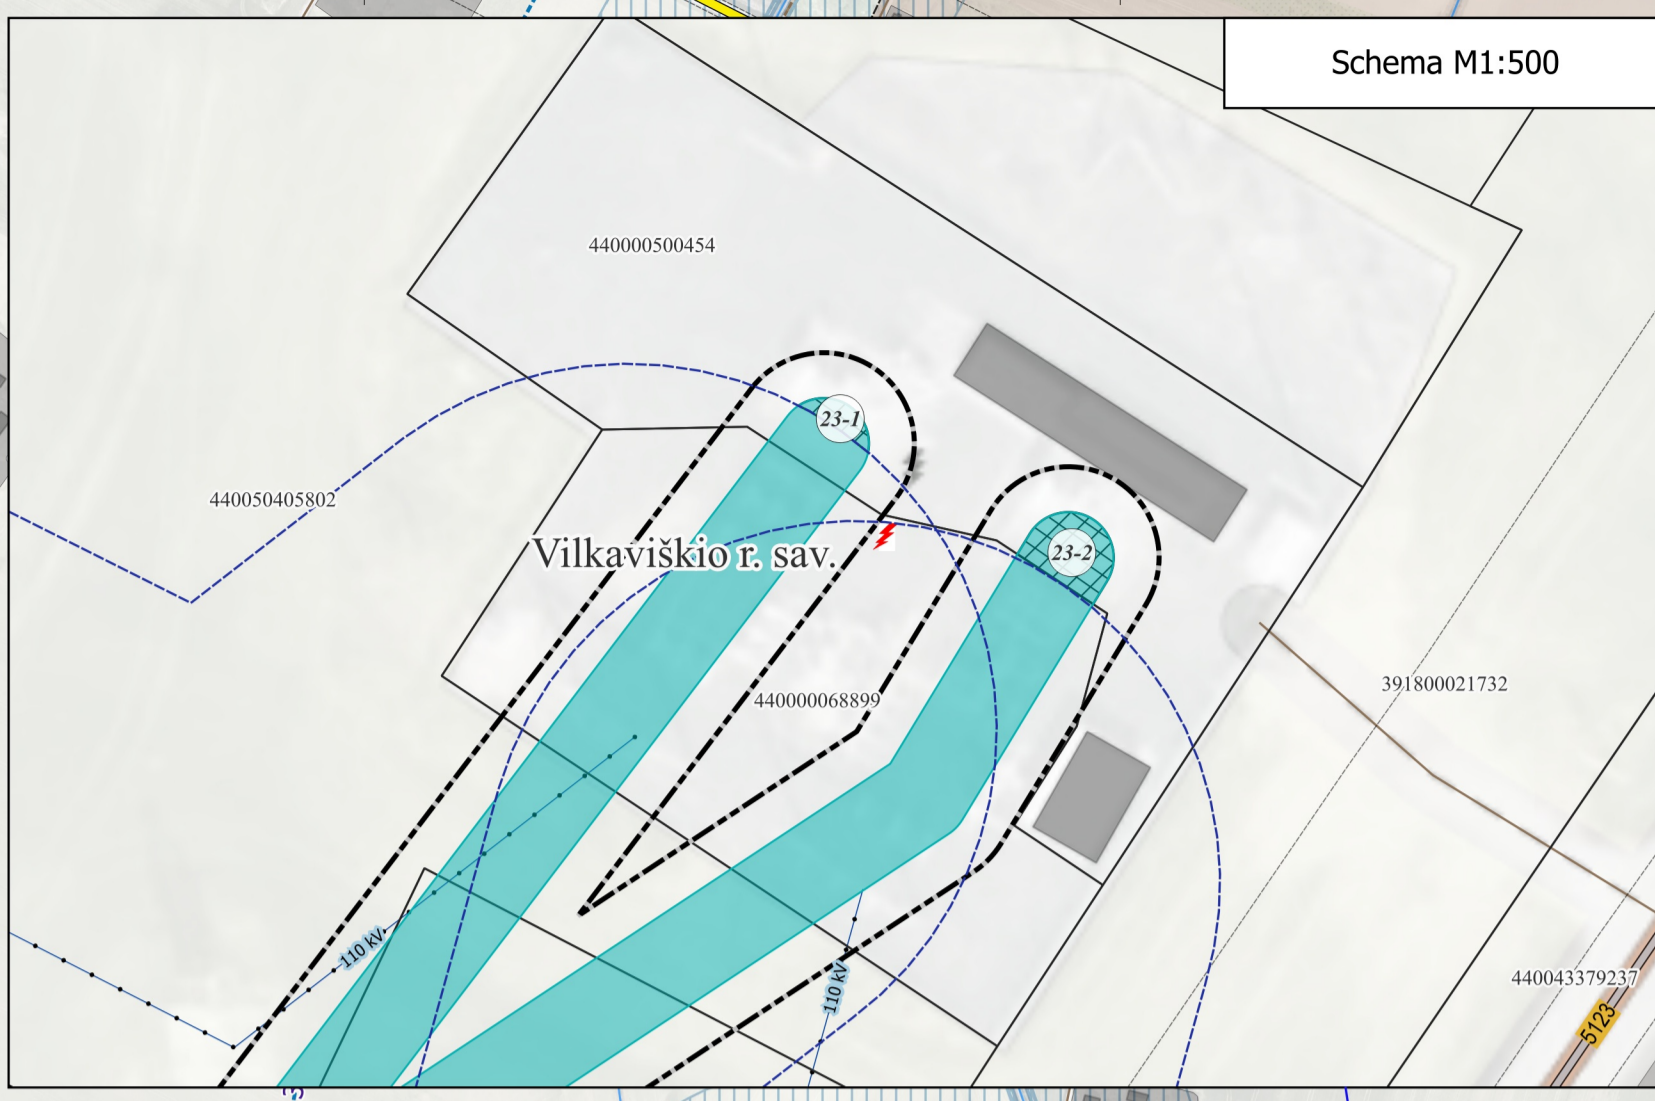 Schema M1:500
440000500454
23-1
440050405802
Vilkaviškio r. sav.
23-2
440000068899
391800021732
110 kV
110 kV
440043379237
5123